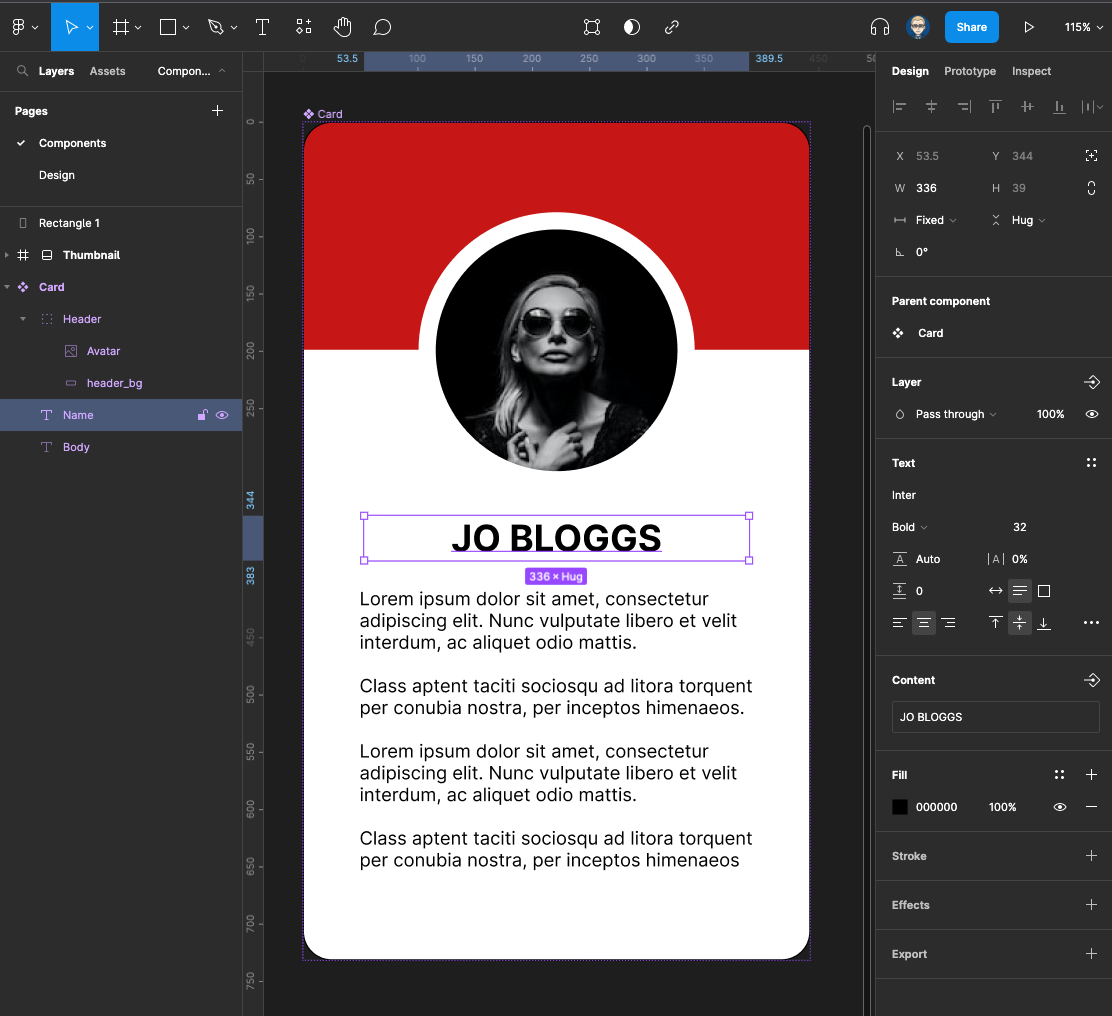 Share
115%
Layers
Assets
Compon...
Pages
Components
Design
Rectangle 1
Thumbnail
Card
Header
Avatar
header_bg
Name
Body
53.5
100
150
200
250
300
350
389.5
450
50
0
50
100
150
200
250
344
383
450
500
550
600
650
700
750
Card
JO BLOGGS
336 × Hug
Lorem ipsum dolor sit amet, consectetur
adipiscing elit. Nunc vulputate libero et velit
interdum, ac aliquet odio mattis.
Class aptent taciti sociosqu ad litora torquent
per conubia nostra, per inceptos himenaeos.
Lorem ipsum dolor sit amet, consectetur
adipiscing elit. Nunc vulputate libero et velit
interdum, ac aliquet odio mattis.
Class aptent taciti sociosqu ad litora torquent
per conubia nostra, per inceptos himenaeos
Design
Prototype
Inspect
X 53.5 Y 344
W 336 H 39
Fixed Hug
0°
Parent component
Card
Layer
Pass through 100%
Text
Inter
Bold 32
Auto |A| 0%
0
Content
JO BLOGGS
Fill
000000 100%
Stroke
Effects
Export